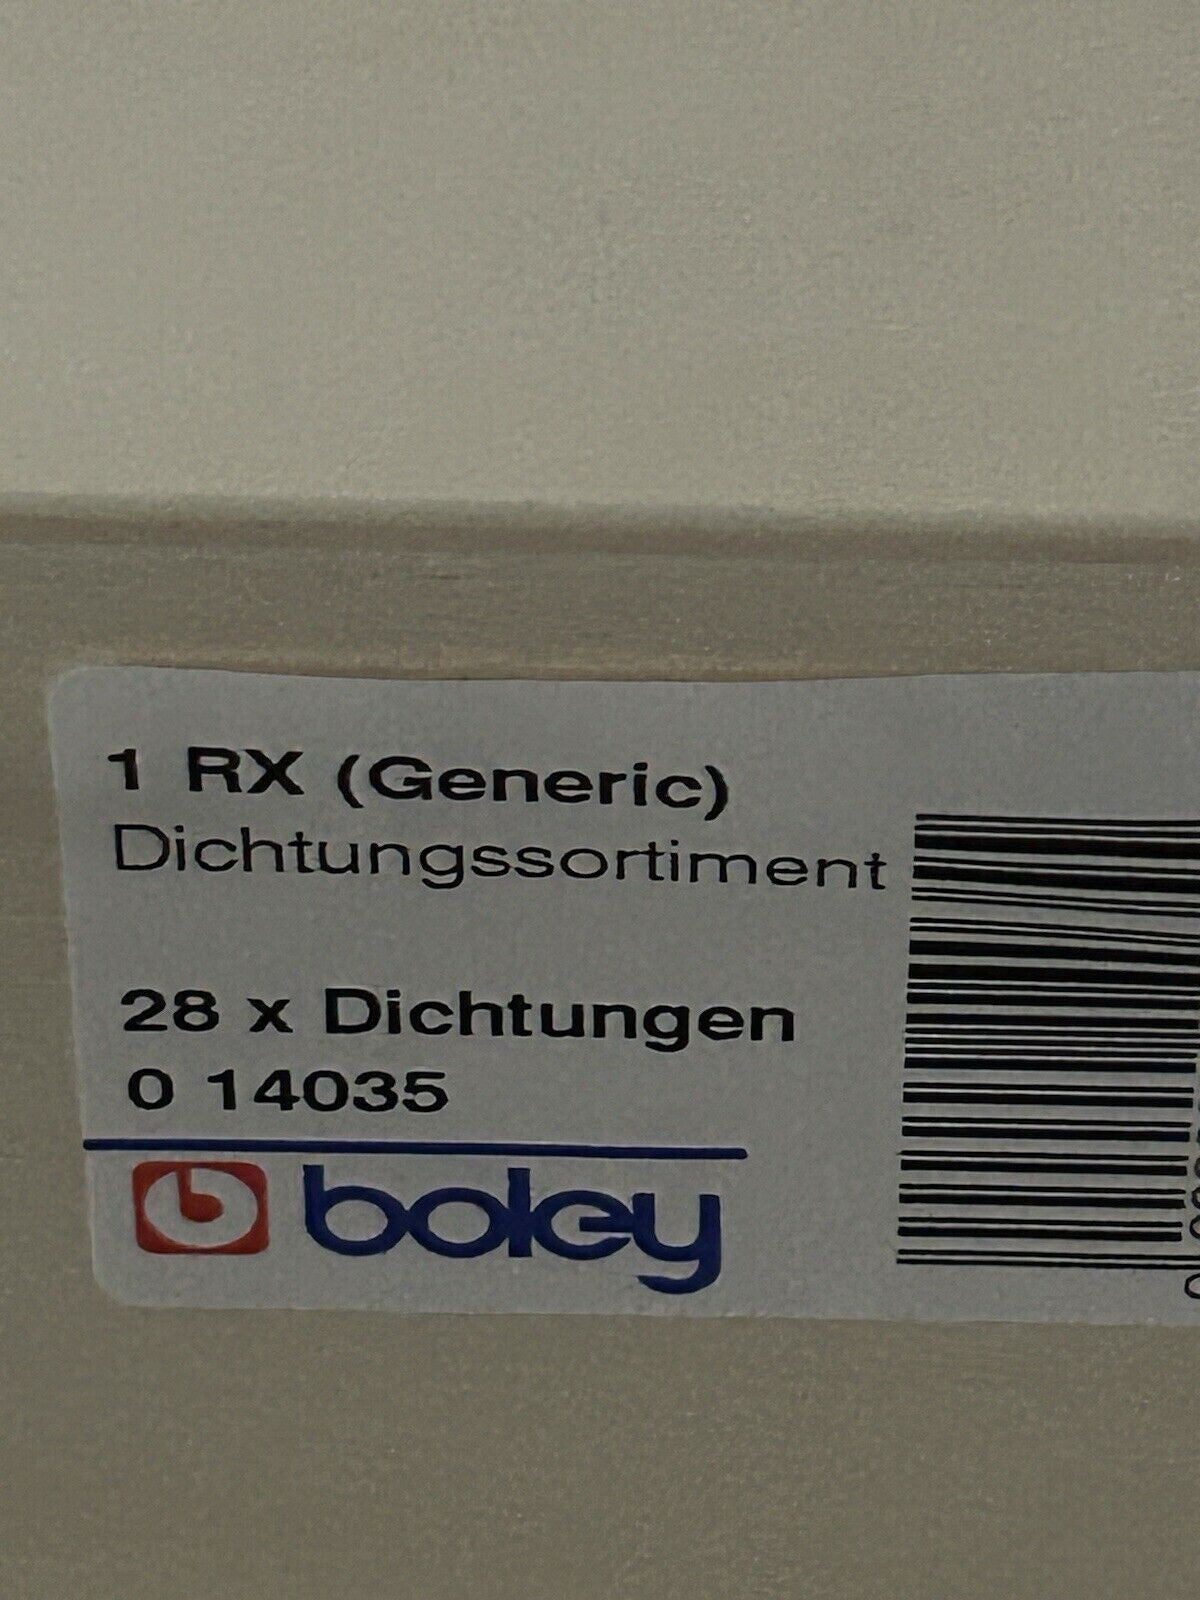 1 RX (Generic)
Dichtungssortiment
28 x Dichtungen
0 14035
boley